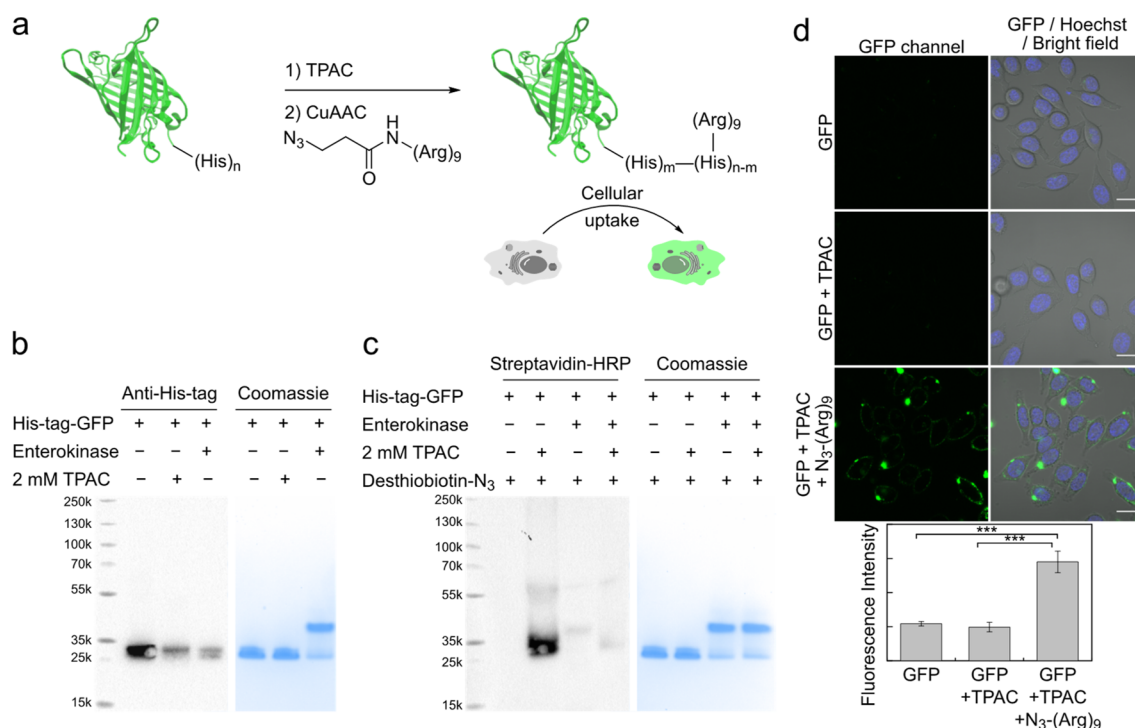 a
(His)n
1) TPAC
2) CuAAC
N3
O
H
N
(Arg)9
(Arg)9
(His)m—(His)n-m
Cellular
uptake
b
Anti-His-tag Coomassie
His-tag-GFP + + + + + +
Enterokinase – – + – – +
2 mM TPAC – + – – + –
250k
130k
100k
70k
55k
35k
25k
15k
c
Streptavidin-HRP Coomassie
His-tag-GFP + + + + + + + +
Enterokinase – – + + – – + +
2 mM TPAC – + – + – + – +
Desthiobiotin-N3 + + + + + + + +
250k
130k
100k
70k
55k
35k
25k
15k
d
GFP channel
GFP / Hoechst
/ Bright field
GFP
GFP + TPAC
GFP + TPAC
+ N3-(Arg)9
Fluorescence Intensity
***
***
GFP
GFP
+TPAC
GFP
+TPAC
+N3-(Arg)9